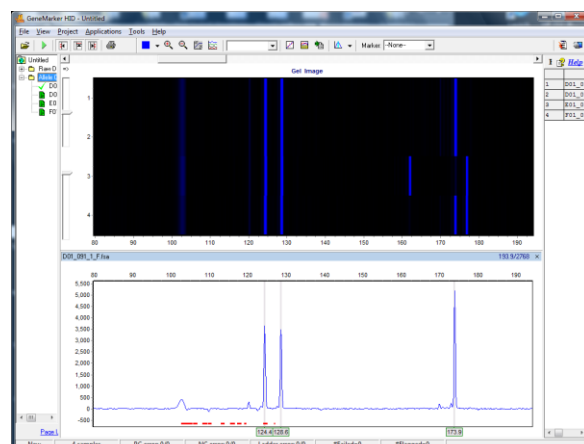 GeneMarker HID - Untitled
File View Project Applications Tools Help
Marker -None-
Untitled
Raw D
Allele C
D0
D0
E0
F0
Gel Image
1
2
3
4
80 90 100 110 120 130 140 150 160 170 180 190
Help
1 D01_0
2 D01_0
3 E01_0
4 F01_0
D01_091_1_F.fsa
193.9/2768
80 90 100 110 120 130 140 150 160 170 180 190
5,500
5,000
4,500
4,000
3,500
3,000
2,500
2,000
1,500
1,000
500
0
-500
124.4 128.6 173.9
Page L